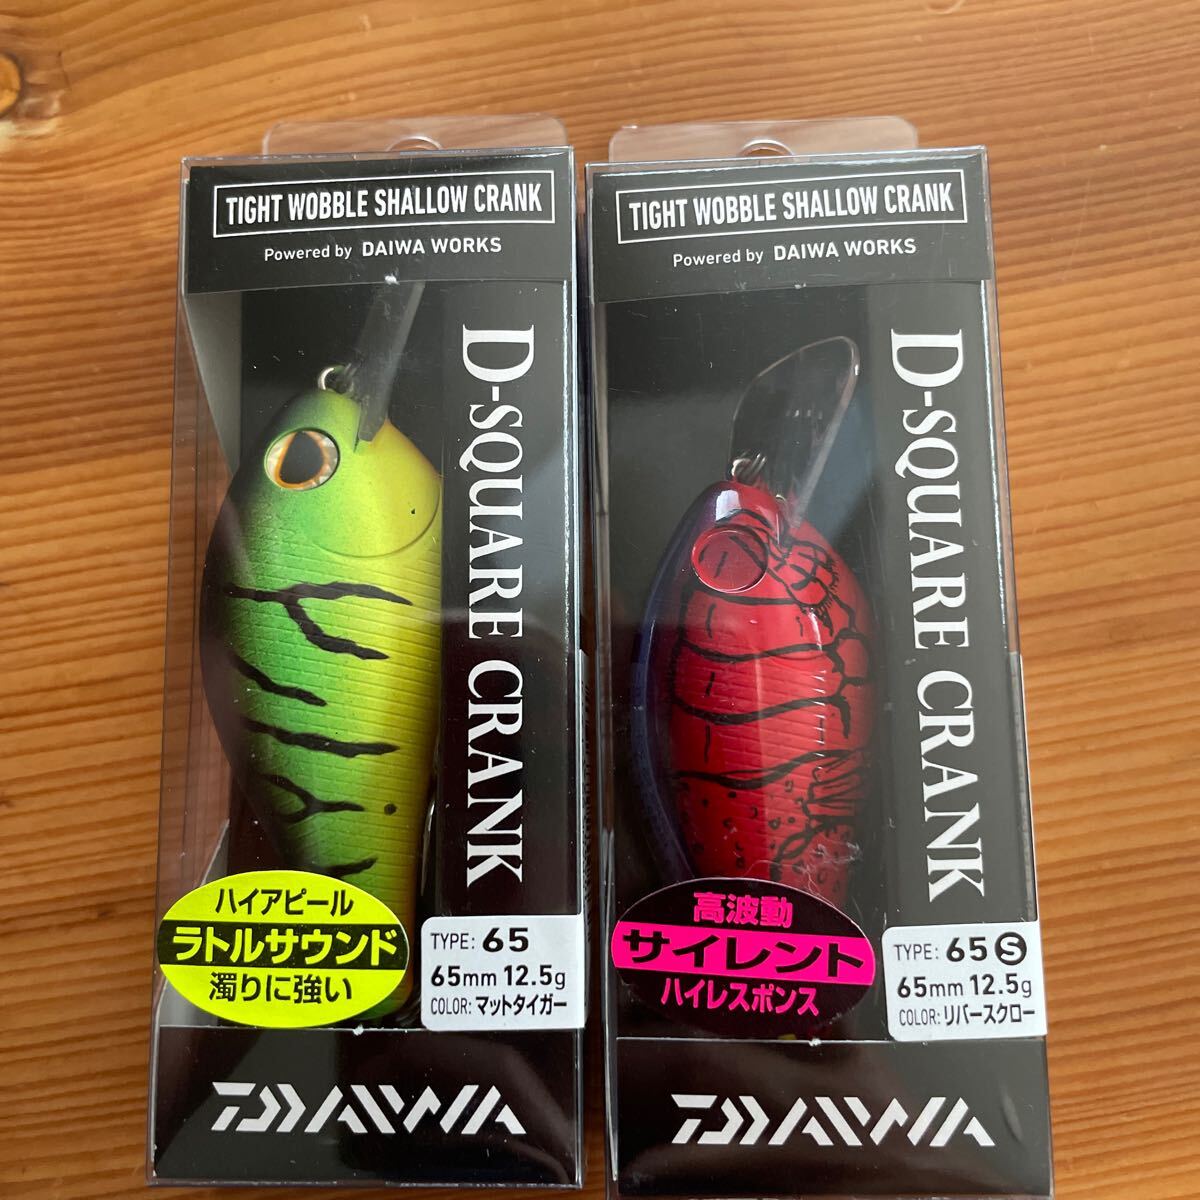 TIGHT WOBBLE SHALLOW CRANK
Powered by DAIWA WORKS
D-SQUARE CRANK
ハイアピール
ラトルサウンド
濁りに強い
TYPE: 65
65mm 12.5g
COLOR: マットタイガー
DAIWA
TIGHT WOBBLE SHALLOW CRANK
Powered by DAIWA WORKS
D-SQUARE CRANK
高波動
サイレント
ハイレスポンス
TYPE: 65 Ⓢ
65mm 12.5g
COLOR: リバースクロー
DAIWA